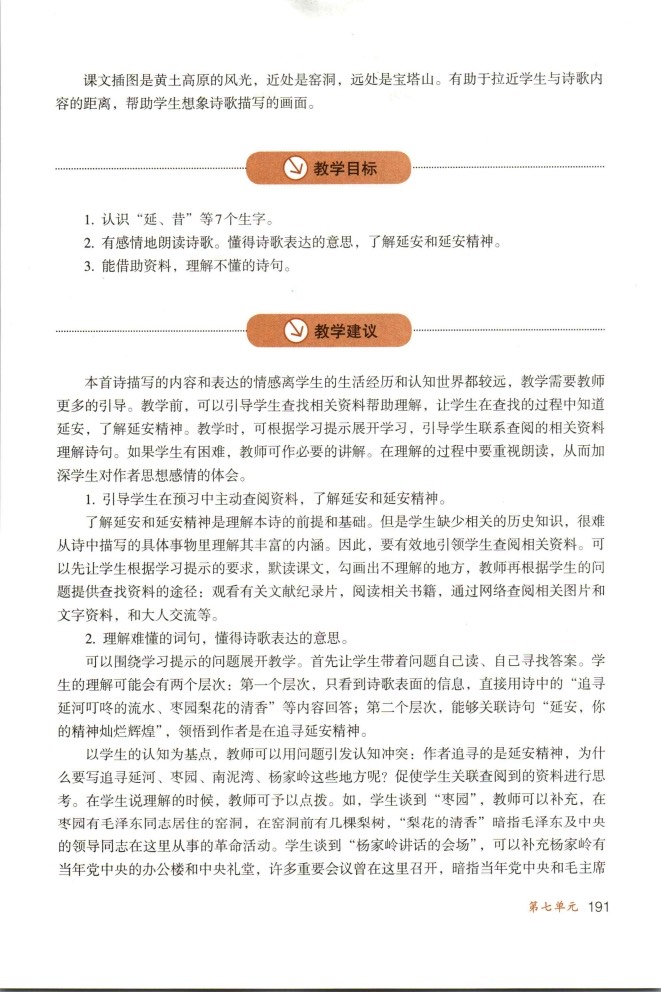 课文插图是黄土高原的风光，近处是窑洞，远处是宝塔山。有助于拉近学生与诗歌内
容的距离，帮助学生想象诗歌描写的画面。
教学目标
1. 认识“延、昔”等7个生字。
2. 有感情地朗读诗歌。懂得诗歌表达的意思，了解延安和延安精神。
3. 能借助资料，理解不懂的诗句。
教学建议
本首诗描写的内容和表达的情感离学生的生活经历和认知世界都较远，教学需要教师
更多的引导。教学前，可以引导学生查找相关资料帮助理解，让学生在查找的过程中知道
延安，了解延安精神。教学时，可根据学习提示展开学习，引导学生联系查阅的相关资料
理解诗句。如果学生有困难，教师可作必要的讲解。在理解的过程中要重视朗读，从而加
深学生对作者思想感情的体会。
1. 引导学生在预习中主动查阅资料，了解延安和延安精神。
了解延安和延安精神是理解本诗的前提和基础。但是学生缺少相关的历史知识，很难
从诗中描写的具体事物里理解其丰富的内涵。因此，要有效地引领学生查阅相关资料。可
以先让学生根据学习提示的要求，默读课文，勾画出不理解的地方，教师再根据学生的问
题提供查找资料的途径：观看有关文献纪录片，阅读相关书籍，通过网络查阅相关图片和
文字资料，和大人交流等。
2. 理解难懂的词句，懂得诗歌表达的意思。
可以围绕学习提示的问题展开教学。首先让学生带着问题自己读、自己寻找答案。学
生的理解可能会有两个层次：第一个层次，只看到诗歌表面的信息，直接用诗中的“追寻
延河叮咚的流水、枣园梨花的清香”等内容回答；第二个层次，能够关联诗句“延安，你
的精神灿烂辉煌”，领悟到作者是在追寻延安精神。
以学生的认知为基点，教师可以用问题引发认知冲突：作者追寻的是延安精神，为什
么要写追寻延河、枣园、南泥湾、杨家岭这些地方呢？促使学生关联查阅到的资料进行思
考。在学生说理解的时候，教师可予以点拨。如，学生谈到“枣园”，教师可以补充，在
枣园有毛泽东同志居住的窑洞，在窑洞前有几棵梨树，“梨花的清香”暗指毛泽东及中央
的领导同志在这里从事的革命活动。学生谈到“杨家岭讲话的会场”，可以补充杨家岭有
当年党中央的办公楼和中央礼堂，许多重要会议曾在这里召开，暗指当年党中央和毛主席
第七单元 191